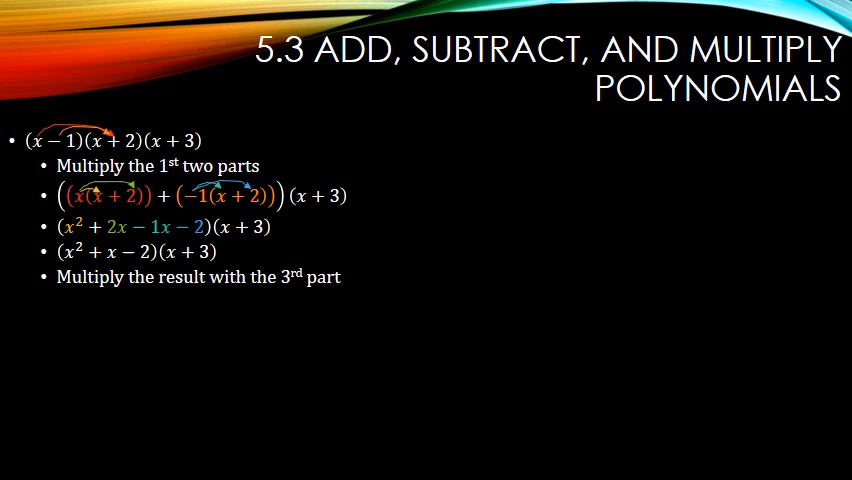 5.3 ADD, SUBTRACT, AND MULTIPLY
POLYNOMIALS
• (x − 1)(x + 2)(x + 3)
• Multiply the 1st two parts
• ((x(x + 2)) + (−1(x + 2)))(x + 3)
• (x² + 2x − 1x − 2)(x + 3)
• (x² + x − 2)(x + 3)
• Multiply the result with the 3rd part